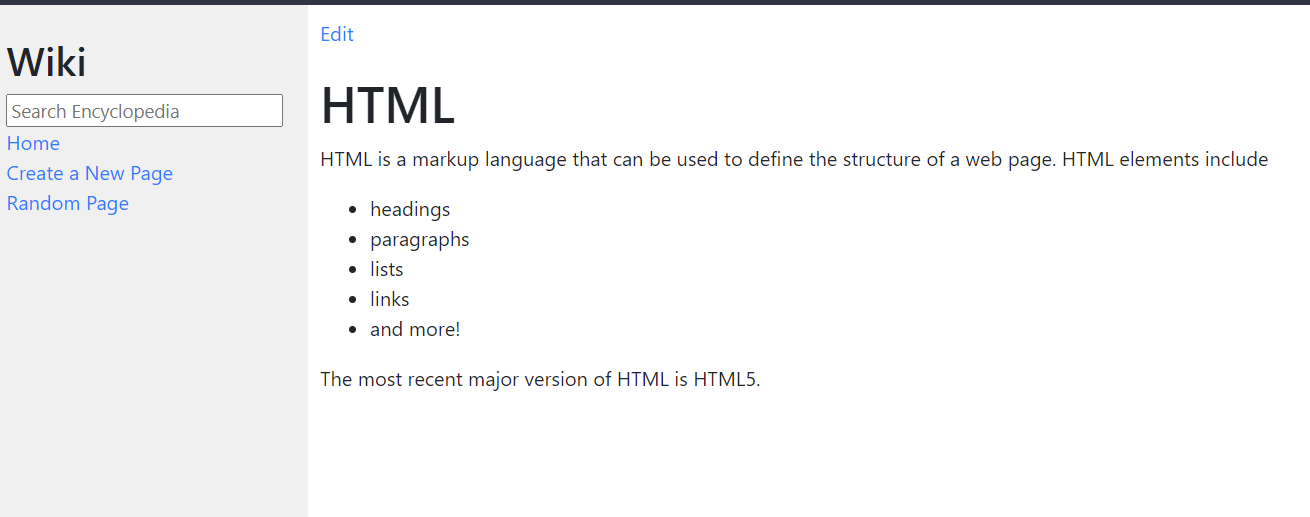 Wiki
Search Encyclopedia
Home
Create a New Page
Random Page
Edit
HTML
HTML is a markup language that can be used to define the structure of a web page. HTML elements include
headings
paragraphs
lists
links
and more!
The most recent major version of HTML is HTML5.